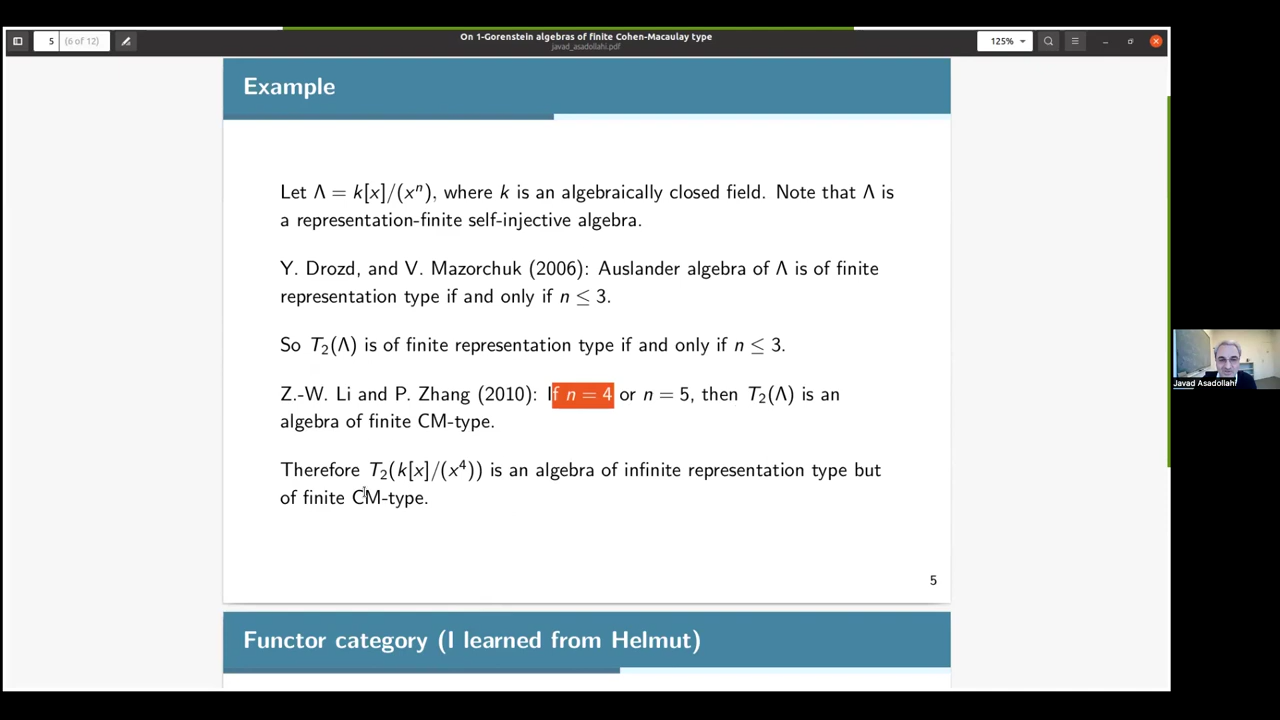 5 (6 of 12)
On 1-Gorenstein algebras of finite Cohen-Macaulay type
javad_asadollahi.pdf
125%
Example
Let Λ = k[x]/(xⁿ), where k is an algebraically closed field. Note that Λ is
a representation-finite self-injective algebra.
Y. Drozd, and V. Mazorchuk (2006): Auslander algebra of Λ is of finite
representation type if and only if n ≤ 3.
So T₂(Λ) is of finite representation type if and only if n ≤ 3.
Z.-W. Li and P. Zhang (2010): If n = 4 or n = 5, then T₂(Λ) is an
algebra of finite CM-type.
Therefore T₂(k[x]/(x⁴)) is an algebra of infinite representation type but
of finite CM-type.
5
Functor category (I learned from Helmut)
Javad Asadollahi